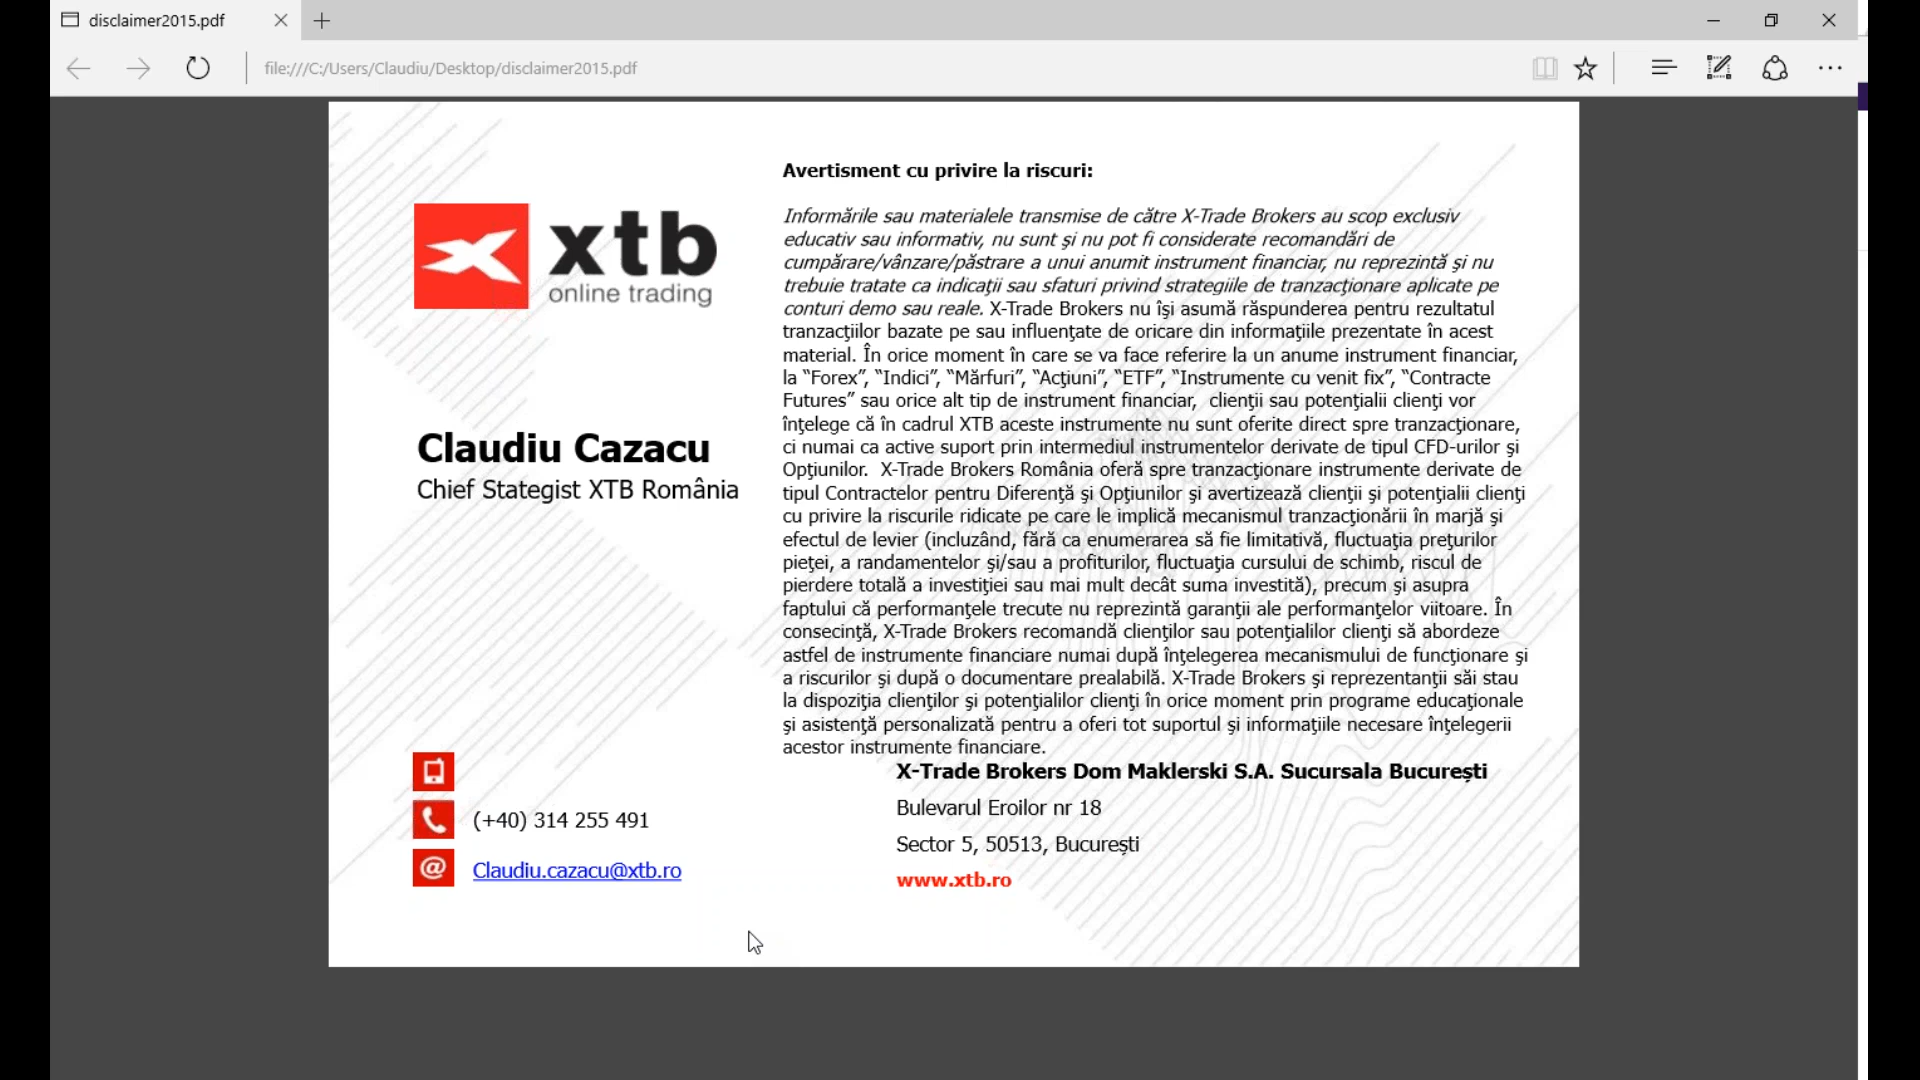 disclaimer2015.pdf
file:///C:/Users/Claudiu/Desktop/disclaimer2015.pdf
xtb
online trading
Claudiu Cazacu
Chief Stategist XTB România
(+40) 314 255 491
Claudiu.cazacu@xtb.ro
Avertisment cu privire la riscuri:
Informările sau materialele transmise de către X-Trade Brokers au scop exclusiv
educativ sau informativ, nu sunt şi nu pot fi considerate recomandări de
cumpărare/vânzare/păstrare a unui anumit instrument financiar, nu reprezintă şi nu
trebuie tratate ca indicaţii sau sfaturi privind strategiile de tranzacţionare aplicate pe
conturi demo sau reale. X-Trade Brokers nu îşi asumă răspunderea pentru rezultatul
tranzacţiilor bazate pe sau influenţate de oricare din informaţiile prezentate în acest
material. În orice moment în care se va face referire la un anume instrument financiar,
la “Forex”, “Indici”, “Mărfuri”, “Acţiuni”, “ETF”, “Instrumente cu venit fix”, “Contracte
Futures” sau orice alt tip de instrument financiar, clienţii sau potenţialii clienţi vor
înţelege că în cadrul XTB aceste instrumente nu sunt oferite direct spre tranzacţionare,
ci numai ca active suport prin intermediul instrumentelor derivate de tipul CFD-urilor şi
Opţiunilor. X-Trade Brokers România oferă spre tranzacţionare instrumente derivate de
tipul Contractelor pentru Diferenţă şi Opţiunilor şi avertizează clienţii şi potenţialii clienţi
cu privire la riscurile ridicate pe care le implică mecanismul tranzacţionării în marjă şi
efectul de levier (incluzând, fără ca enumerarea să fie limitativă, fluctuaţia preţurilor
pieţei, a randamentelor şi/sau a profiturilor, fluctuaţia cursului de schimb, riscul de
pierdere totală a investiţiei sau mai mult decât suma investită), precum şi asupra
faptului că performanţele trecute nu reprezintă garanţii ale performanţelor viitoare. În
consecinţă, X-Trade Brokers recomandă clienţilor sau potenţialilor clienţi să abordeze
astfel de instrumente financiare numai după înţelegerea mecanismului de funcţionare şi
a riscurilor şi după o documentare prealabilă. X-Trade Brokers şi reprezentanţii săi stau
la dispoziţia clienţilor şi potenţialilor clienţi în orice moment prin programe educaţionale
şi asistenţă personalizată pentru a oferi tot suportul şi informaţiile necesare înţelegerii
acestor instrumente financiare.
X-Trade Brokers Dom Maklerski S.A. Sucursala Bucureşti
Bulevarul Eroilor nr 18
Sector 5, 50513, Bucureşti
www.xtb.ro